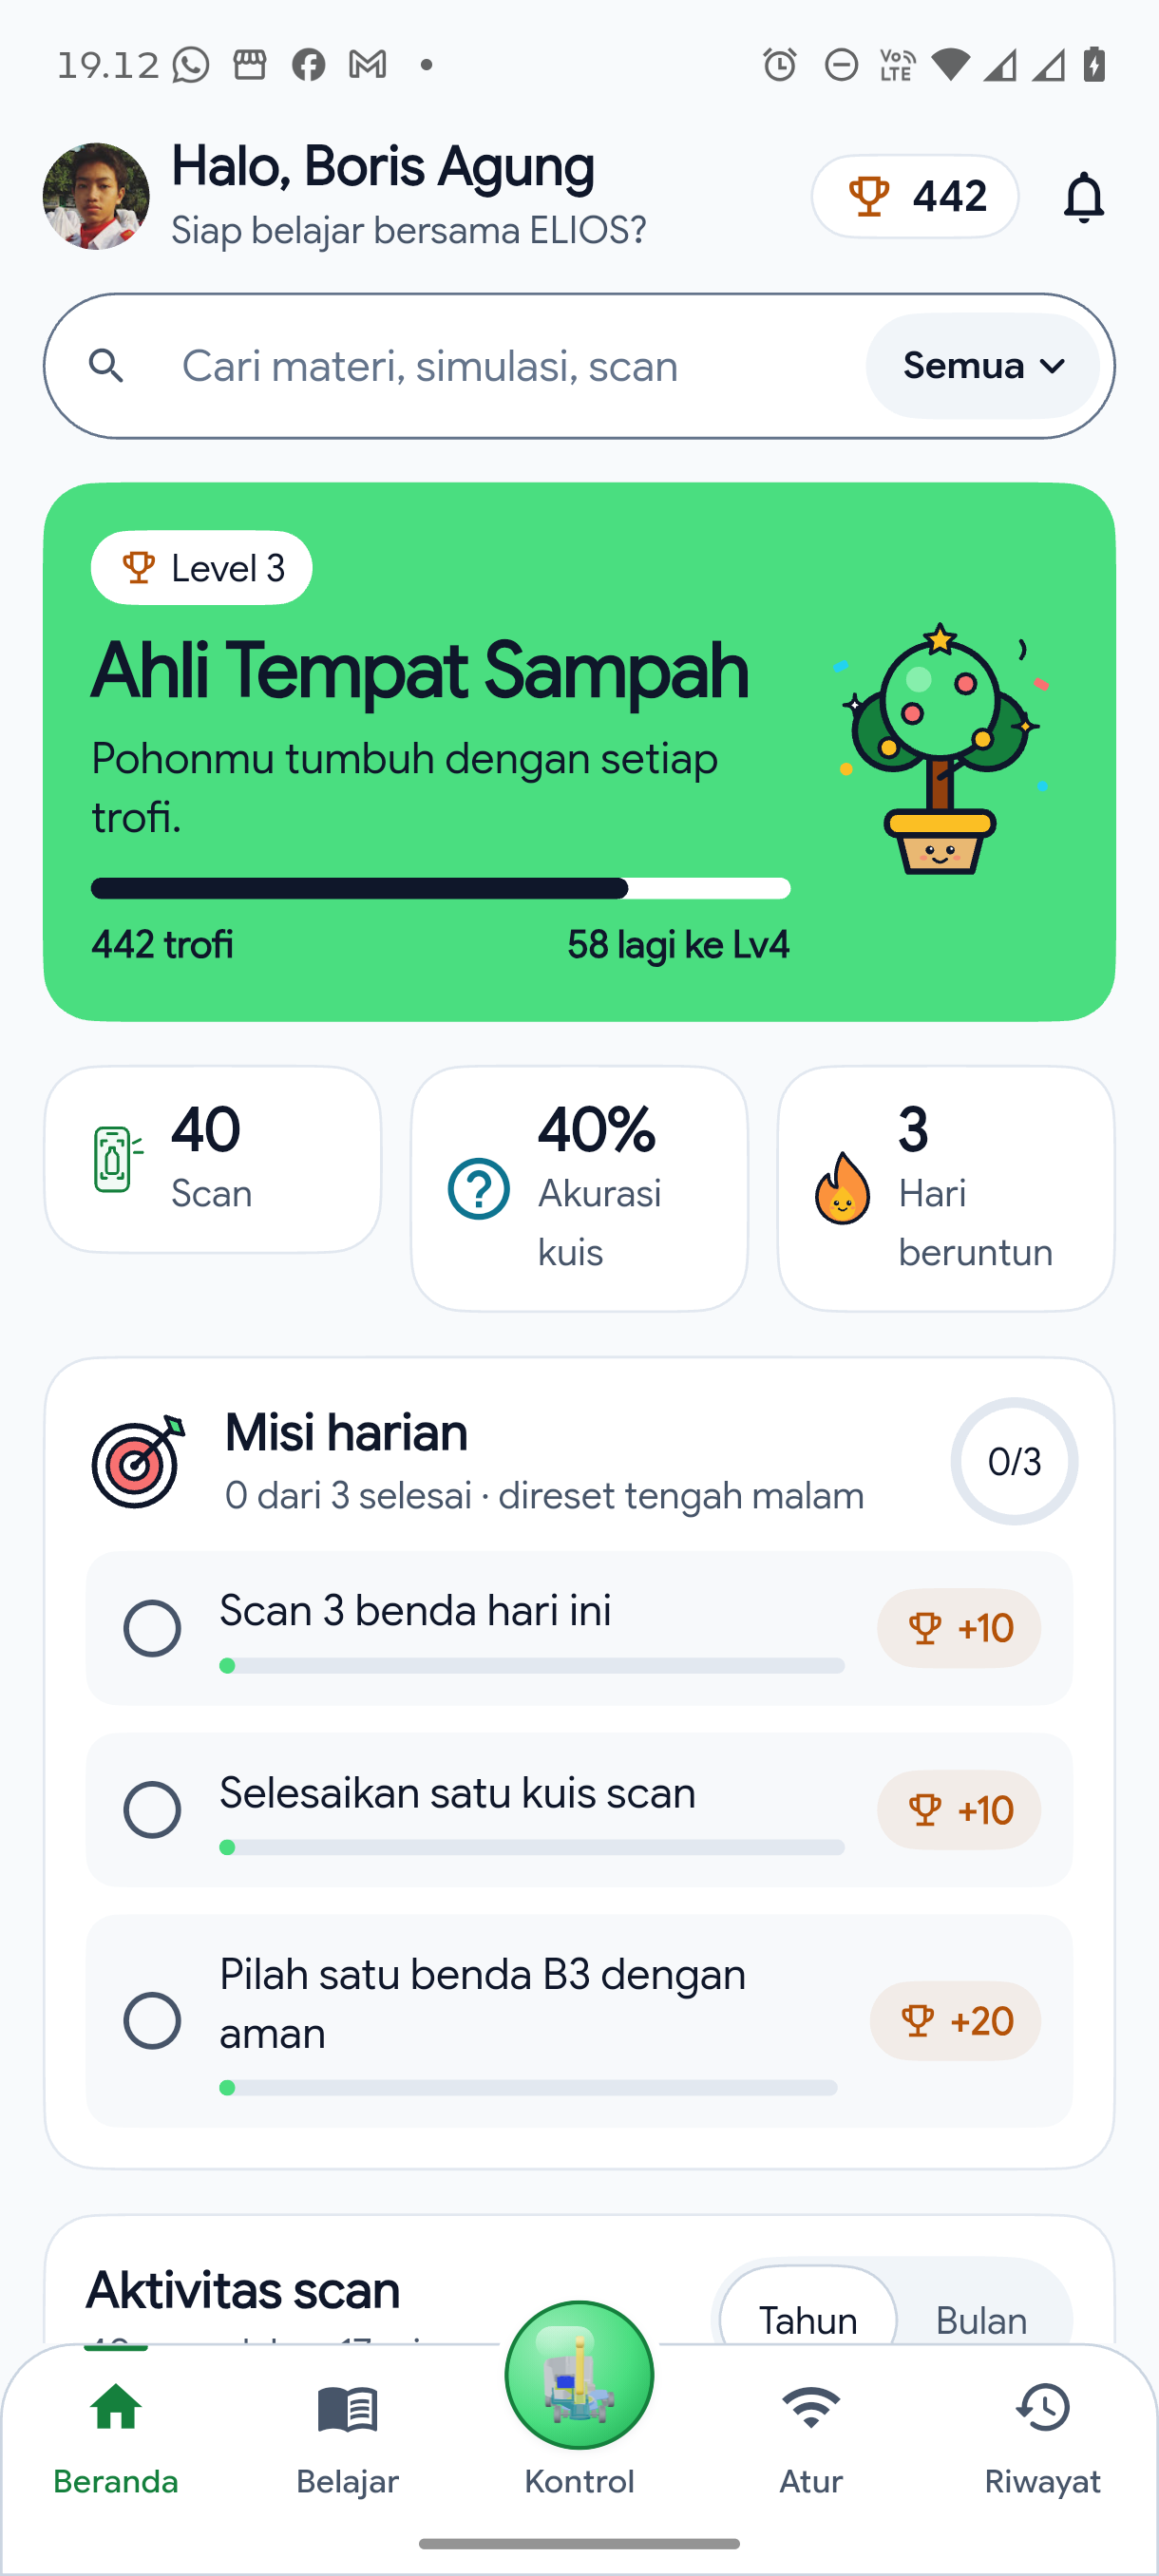 19.12
Vo LTE
Halo, Boris Agung
Siap belajar bersama ELIOS?
442
Cari materi, simulasi, scan
Semua
Level 3
Ahli Tempat Sampah
Pohonmu tumbuh dengan setiap
trofi.
442 trofi
58 lagi ke Lv4
40
Scan
40%
Akurasi
kuis
3
Hari
beruntun
Misi harian
0 dari 3 selesai · direset tengah malam
0/3
Scan 3 benda hari ini
+10
Selesaikan satu kuis scan
+10
Pilah satu benda B3 dengan
aman
+20
Aktivitas scan
Tahun
Bulan
Beranda
Belajar
Kontrol
Atur
Riwayat